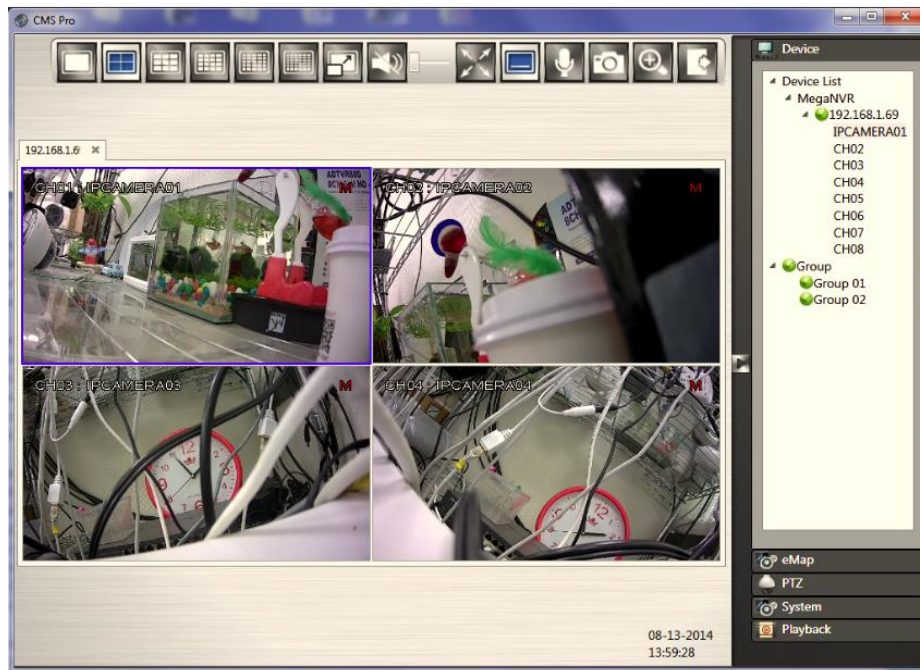 CMS Pro
Device
Device List
MegaNVR
192.168.1.69
IPCAMERA01
CH02
CH03
CH04
CH05
CH06
CH07
CH08
Group
Group 01
Group 02
192.168.1.6
CH01 : IPCAMERA01
M
CH02 : IPCAMERA02
M
CH03 : IPCAMERA03
M
CH04 : IPCAMERA04
M
eMap
PTZ
System
Playback
08-13-2014
13:59:28